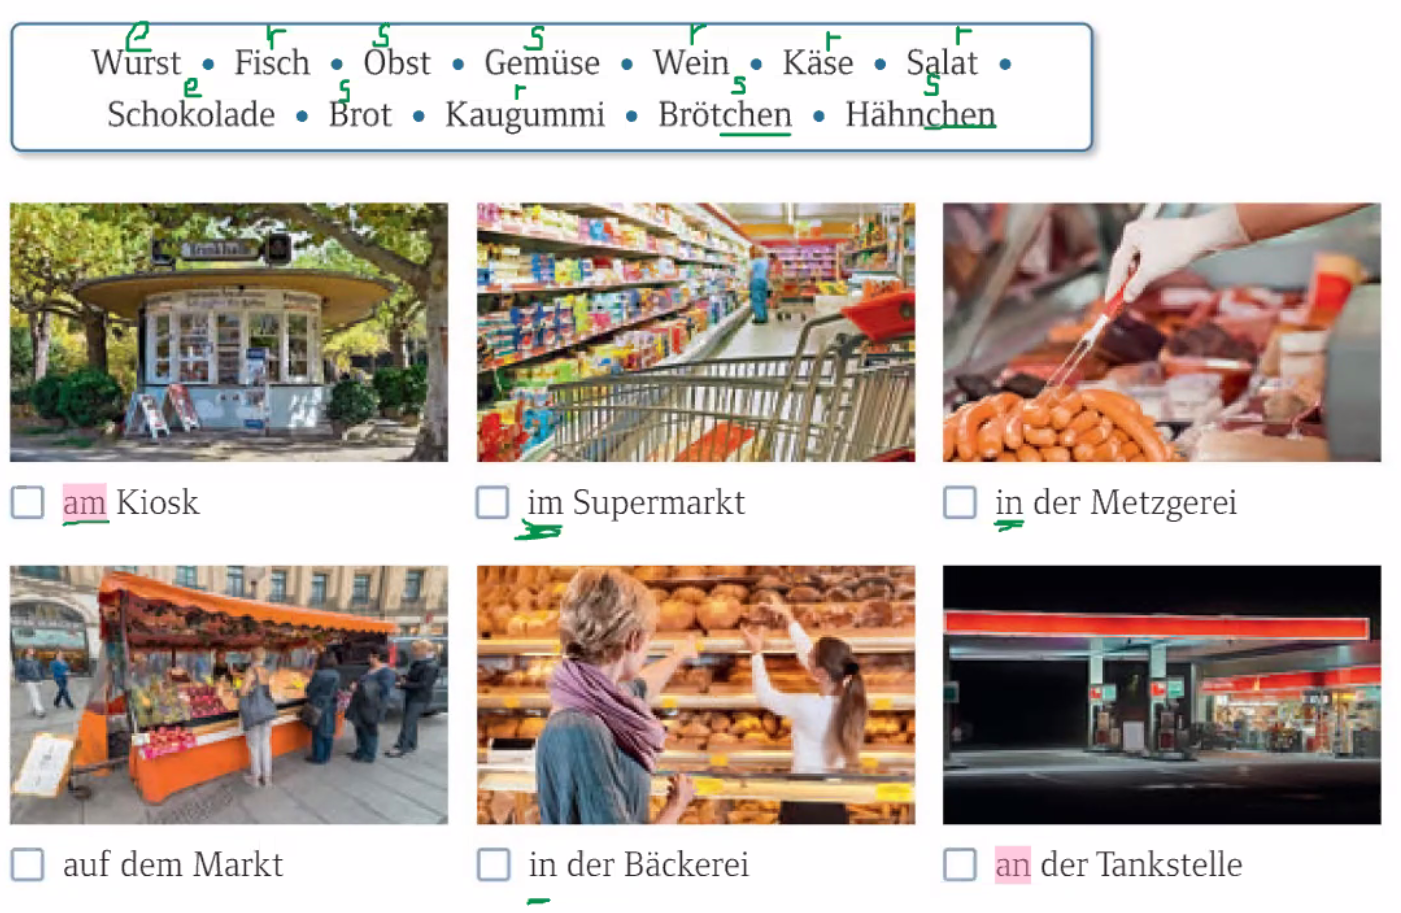 e r s s r r r
Wurst • Fisch • Obst • Gemüse • Wein • Käse • Salat •
e s r s s
Schokolade • Brot • Kaugummi • Brötchen • Hähnchen
Trinkhalle
am Kiosk
im Supermarkt
in der Metzgerei
auf dem Markt
in der Bäckerei
an der Tankstelle